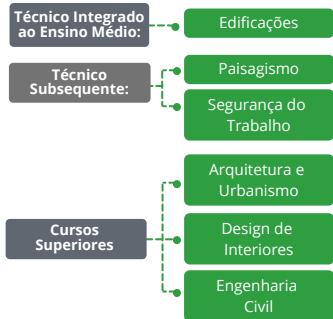 Técnico Integrado
ao Ensino Médio:
Edificações
Técnico
Subsequente:
Paisagismo
Segurança do
Trabalho
Cursos
Superiores
Arquitetura e
Urbanismo
Design de
Interiores
Engenharia
Civil